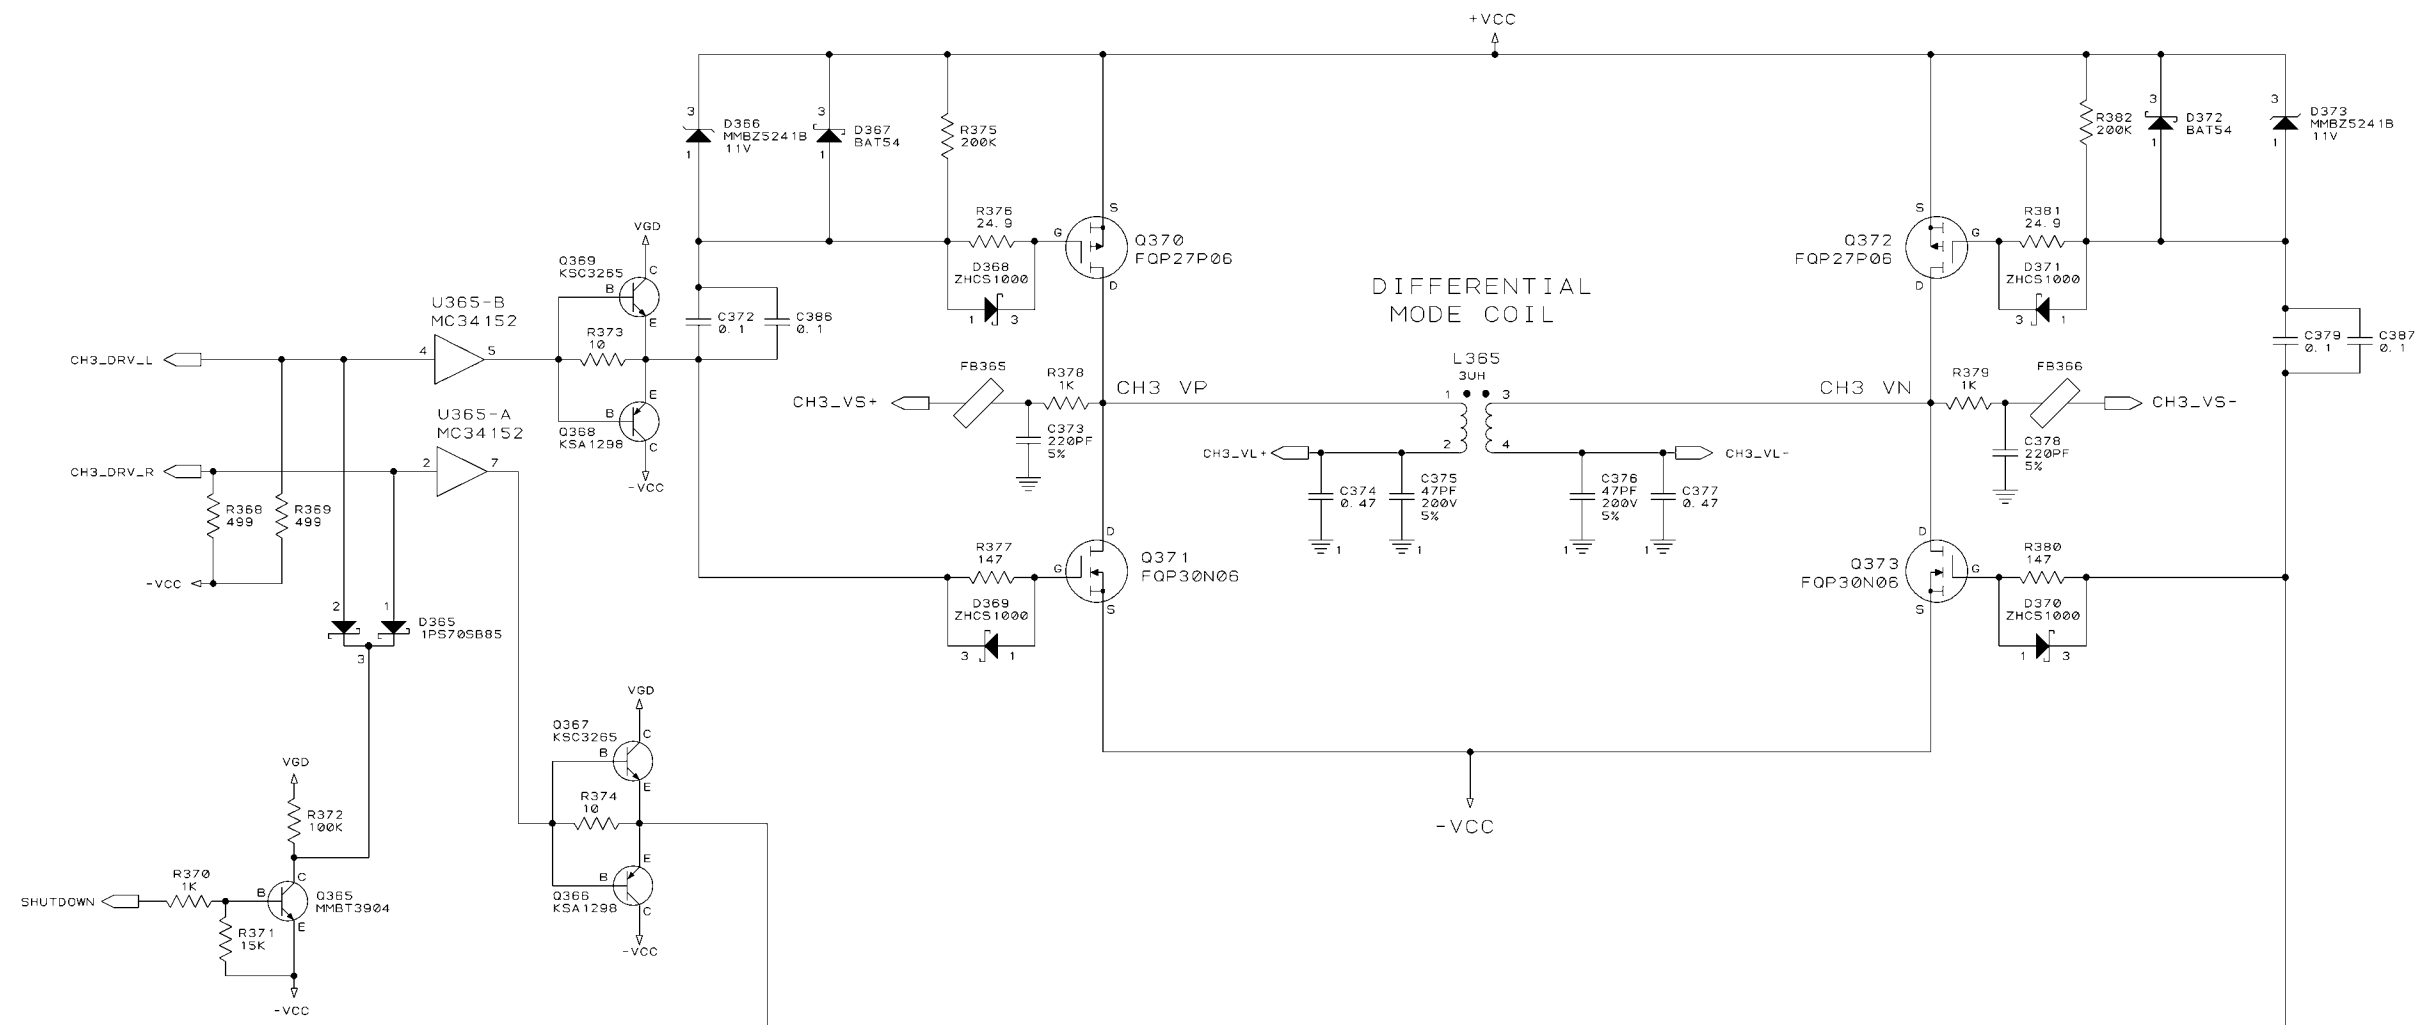 +VCC
3
D366
MMBZ5241B
11V
1
3
D367
BAT54
1
R375
200K
R376
24.9
D368
ZHCS1000
1
3
G
S
D
Q370
FQP27P06
3
D373
MMBZ5241B
11V
1
3
D372
BAT54
1
R382
200K
R381
24.9
D371
ZHCS1000
3
1
G
S
D
Q372
FQP27P06
DIFFERENTIAL
MODE COIL
VGD
Q369
KSC3265
C
B
E
U365-B
MC34152
4
5
R373
10
C372
0.1
C386
0.1
CH3_DRV_L
U365-A
MC34152
2
7
Q368
KSA1298
E
B
C
-VCC
CH3_DRV_R
R368
499
R369
499
-VCC
2
1
D365
1PS70SB85
3
CH3_VS+
FB365
R378
1K
C373
220PF
5%
CH3 VP
L365
3UH
1
3
2
4
CH3 VN
R379
1K
FB366
CH3_VS-
C378
220PF
5%
C379
0.1
C387
0.1
CH3_VL+
C374
0.47
1
C375
47PF
200V
5%
1
C376
47PF
200V
5%
1
C377
0.47
1
CH3_VL-
R377
147
D369
ZHCS1000
3
1
G
D
S
Q371
FQP30N06
Q373
FQP30N06
D
G
S
R380
147
D370
ZHCS1000
1
3
-VCC
VGD
Q367
KSC3265
C
B
E
R374
10
Q366
KSA1298
E
B
C
-VCC
VGD
R372
100K
R370
1K
SHUTDOWN
B
C
E
Q365
MMBT3904
R371
15K
-VCC